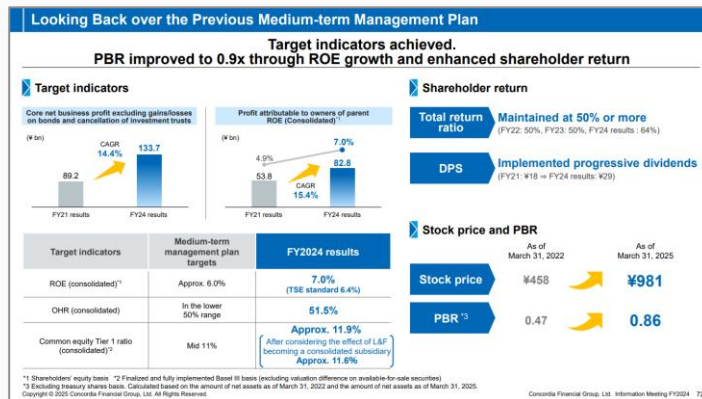 Looking Back over the Previous Medium-term Management Plan
Target indicators achieved.
PBR improved to 0.9x through ROE growth and enhanced shareholder return
Target indicators
Core net business profit excluding gains/losses
on bonds and cancellation of investment trusts
(¥ bn)
CAGR
14.4%
89.2
133.7
FY21 results
FY24 results
Profit attributable to owners of parent
ROE (Consolidated)*1
(¥ bn)
4.9%
7.0%
53.8
82.8
CAGR
15.4%
FY21 results
FY24 results
Target indicators
Medium-term
management plan
targets
FY2024 results
ROE (consolidated)*1
Approx. 6.0%
7.0%
(TSE standard 6.4%)
OHR (consolidated)
In the lower
50% range
51.5%
Common equity Tier 1 ratio
(consolidated)*2
Mid 11%
Approx. 11.9%
After considering the effect of L&F
becoming a consolidated subsidiary
Approx. 11.6%
Shareholder return
Total return
ratio
Maintained at 50% or more
(FY22: 50%, FY23: 50%, FY24 results : 64%)
DPS
Implemented progressive dividends
(FY21: ¥18 ⇒ FY24 results: ¥29)
Stock price and PBR
As of
March 31, 2022
As of
March 31, 2025
Stock price
¥458
¥981
PBR *3
0.47
0.86
*1 Shareholders' equity basis *2 Finalized and fully implemented Basel III basis (excluding valuation difference on available-for-sale securities)
*3 Excluding treasury shares basis. Calculated based on the amount of net assets as of March 31, 2022 and the amount of net assets as of March 31, 2025.
Copyright © 2025 Concordia Financial Group, Ltd. All Rights Reserved.
Concordia Financial Group, Ltd. Information Meeting FY2024 72